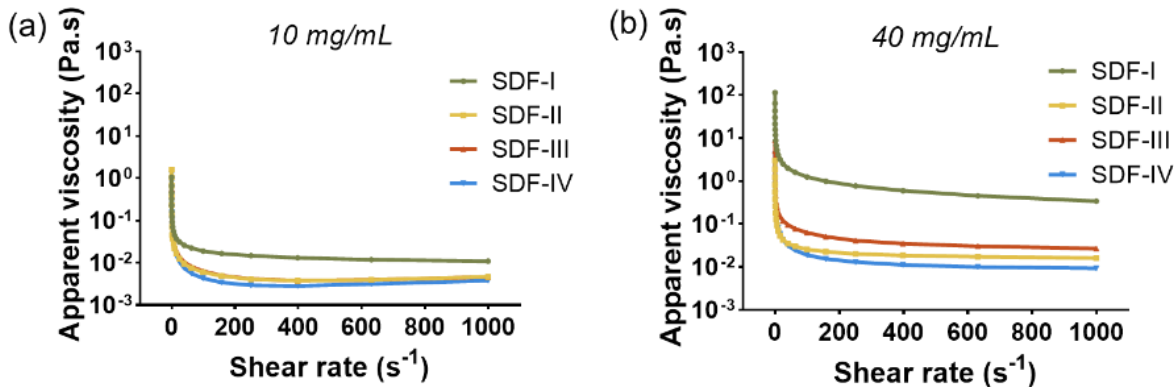 (a)
10 mg/mL
Apparent viscosity (Pa.s)
10³
10²
10¹
10⁰
10⁻¹
10⁻²
10⁻³
SDF-I
SDF-II
SDF-III
SDF-IV
0 200 400 600 800 1000
Shear rate (s⁻¹)
(b)
40 mg/mL
Apparent viscosity (Pa.s)
10³
10²
10¹
10⁰
10⁻¹
10⁻²
10⁻³
SDF-I
SDF-II
SDF-III
SDF-IV
0 200 400 600 800 1000
Shear rate (s⁻¹)